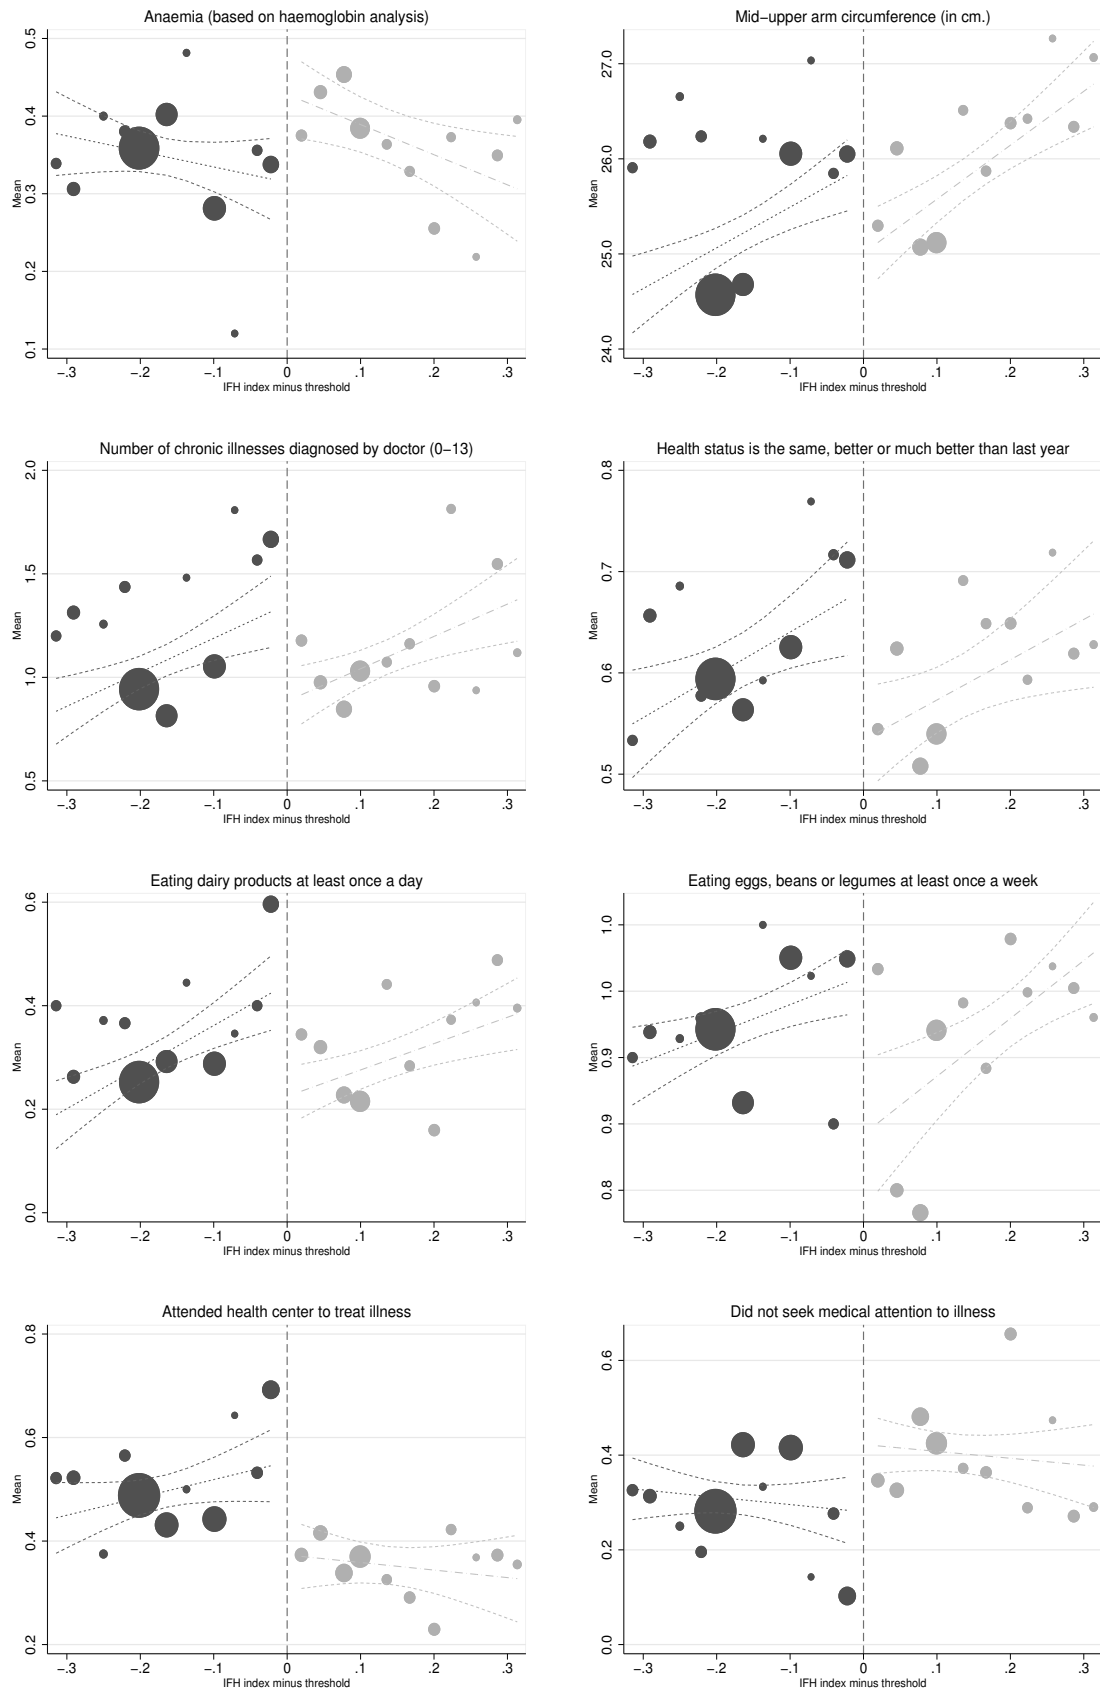 Anaemia (based on haemoglobin analysis)
Mean
0.5
0.4
0.3
0.2
0.1
−.3 −.2 −.1 0 .1 .2 .3
IFH index minus threshold
Mid−upper arm circumference (in cm.)
Mean
27.0
26.0
25.0
24.0
−.3 −.2 −.1 0 .1 .2 .3
IFH index minus threshold
Number of chronic illnesses diagnosed by doctor (0−13)
Mean
2.0
1.5
1.0
0.5
−.3 −.2 −.1 0 .1 .2 .3
IFH index minus threshold
Health status is the same, better or much better than last year
Mean
0.8
0.7
0.6
0.5
−.3 −.2 −.1 0 .1 .2 .3
IFH index minus threshold
Eating dairy products at least once a day
Mean
0.6
0.4
0.2
0.0
−.3 −.2 −.1 0 .1 .2 .3
IFH index minus threshold
Eating eggs, beans or legumes at least once a week
Mean
1.0
1.0
0.9
0.9
0.8
−.3 −.2 −.1 0 .1 .2 .3
IFH index minus threshold
Attended health center to treat illness
Mean
0.8
0.6
0.4
0.2
−.3 −.2 −.1 0 .1 .2 .3
IFH index minus threshold
Did not seek medical attention to illness
Mean
0.6
0.4
0.2
0.0
−.3 −.2 −.1 0 .1 .2 .3
IFH index minus threshold